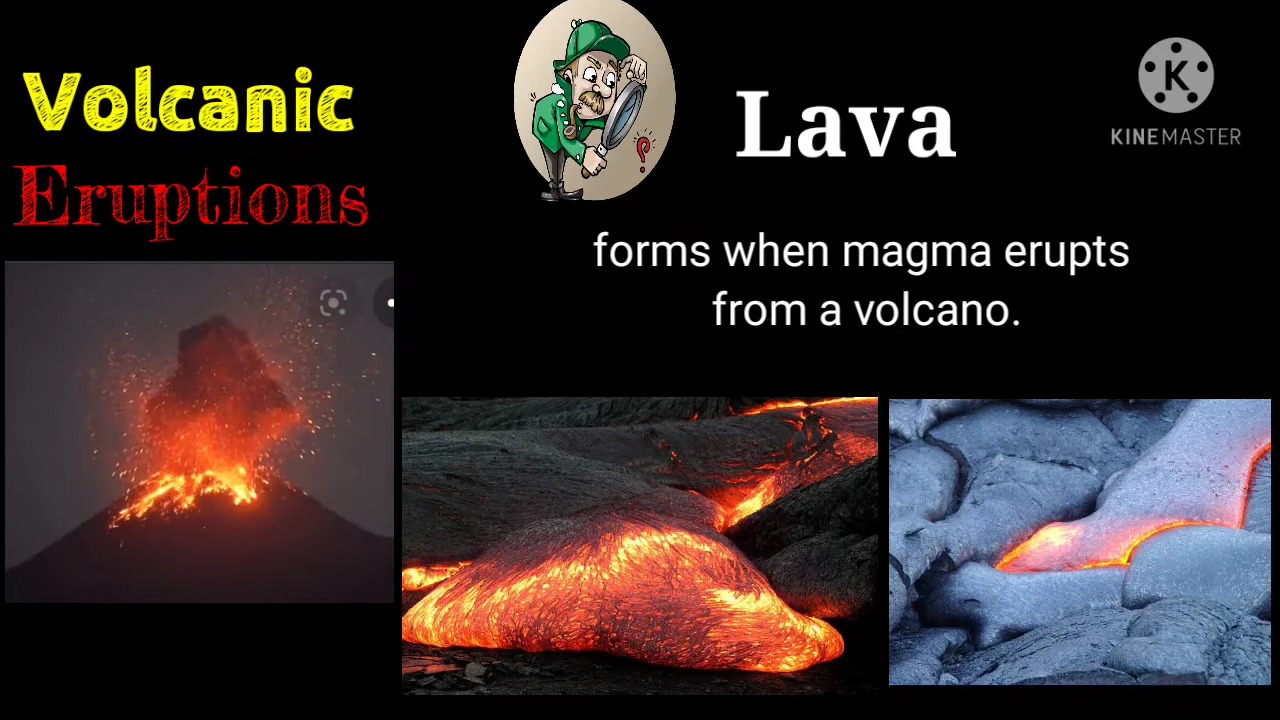 Volcanic
Eruptions
Lava
forms when magma erupts
from a volcano.
?
K
KINEMASTER